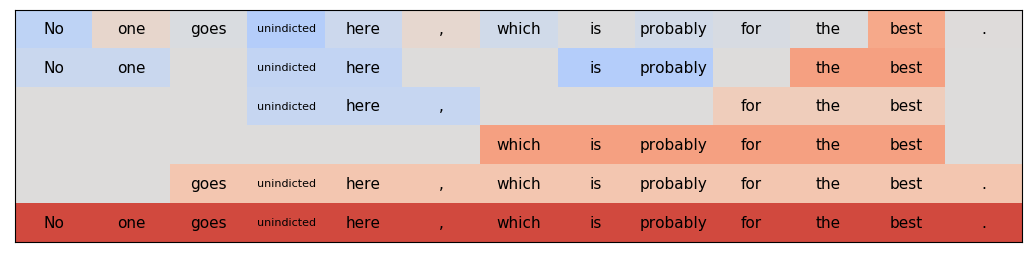 No one goes unindicted here , which is probably for the best .
No one unindicted here is probably the best
unindicted here , for the best
which is probably for the best
goes unindicted here , which is probably for the best .
No one goes unindicted here , which is probably for the best .